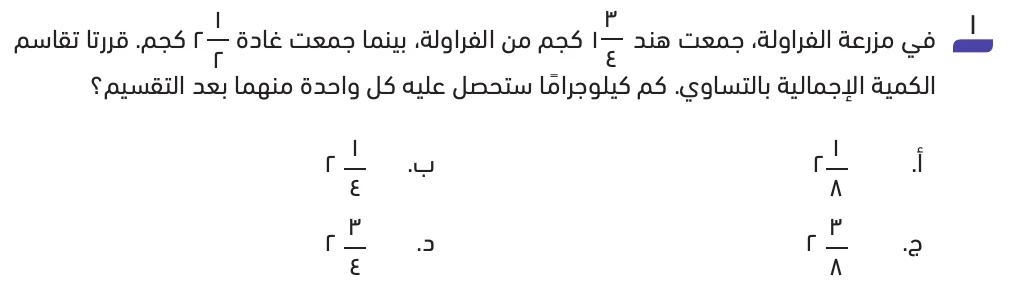 ١ في مزرعة الفراولة، جمعت هند ١ ٣/٤ كجم من الفراولة، بينما جمعت غادة ٢ ١/٢ كجم. قررتا تقاسم
الكمية الإجمالية بالتساوي. كم كيلوجرامًا ستحصل عليه كل واحدة منهما بعد التقسيم؟
أ. ٢ ١/٨ ب. ٢ ١/٤
ج. ٢ ٣/٨ د. ٢ ٣/٤